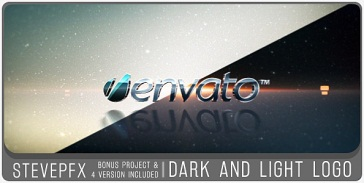 envato™
STEVEPFX
BONUS PROJECT &
4 VERSION INCLUDED
DARK AND LIGHT LOGO